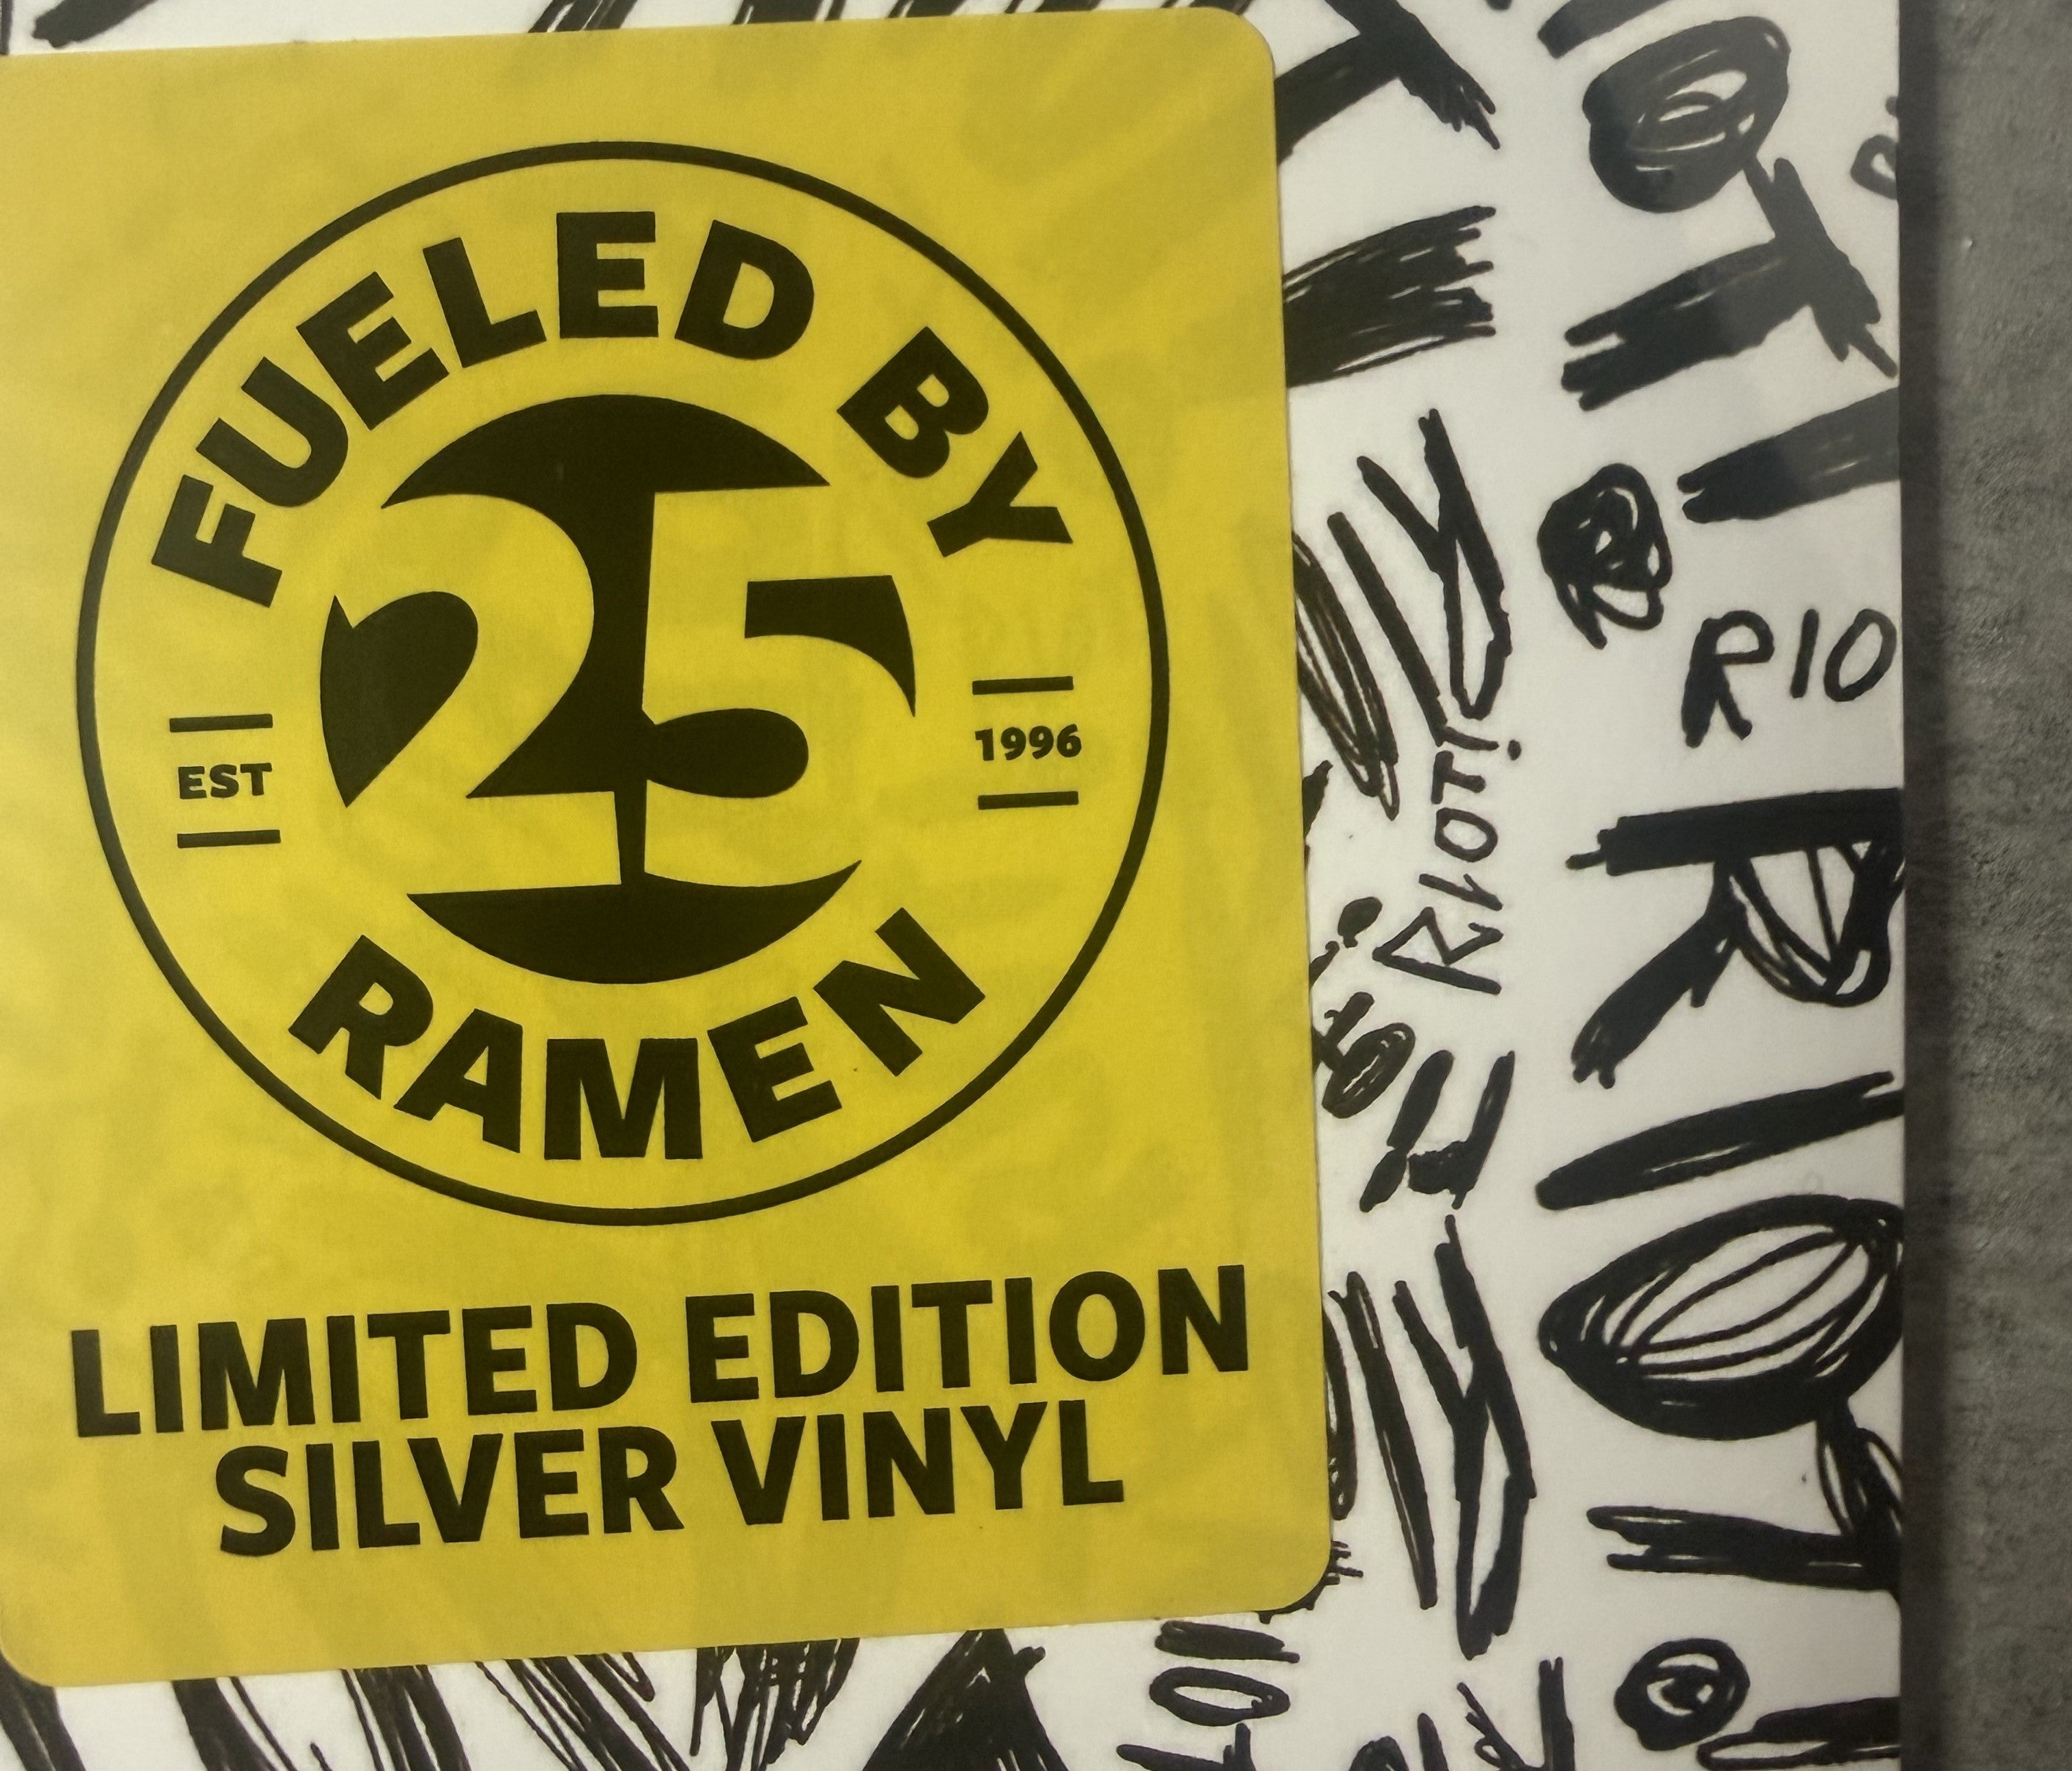 FUELED BY
25
EST
1996
RAMEN
LIMITED EDITION
SILVER VINYL
RIOT!
RIO